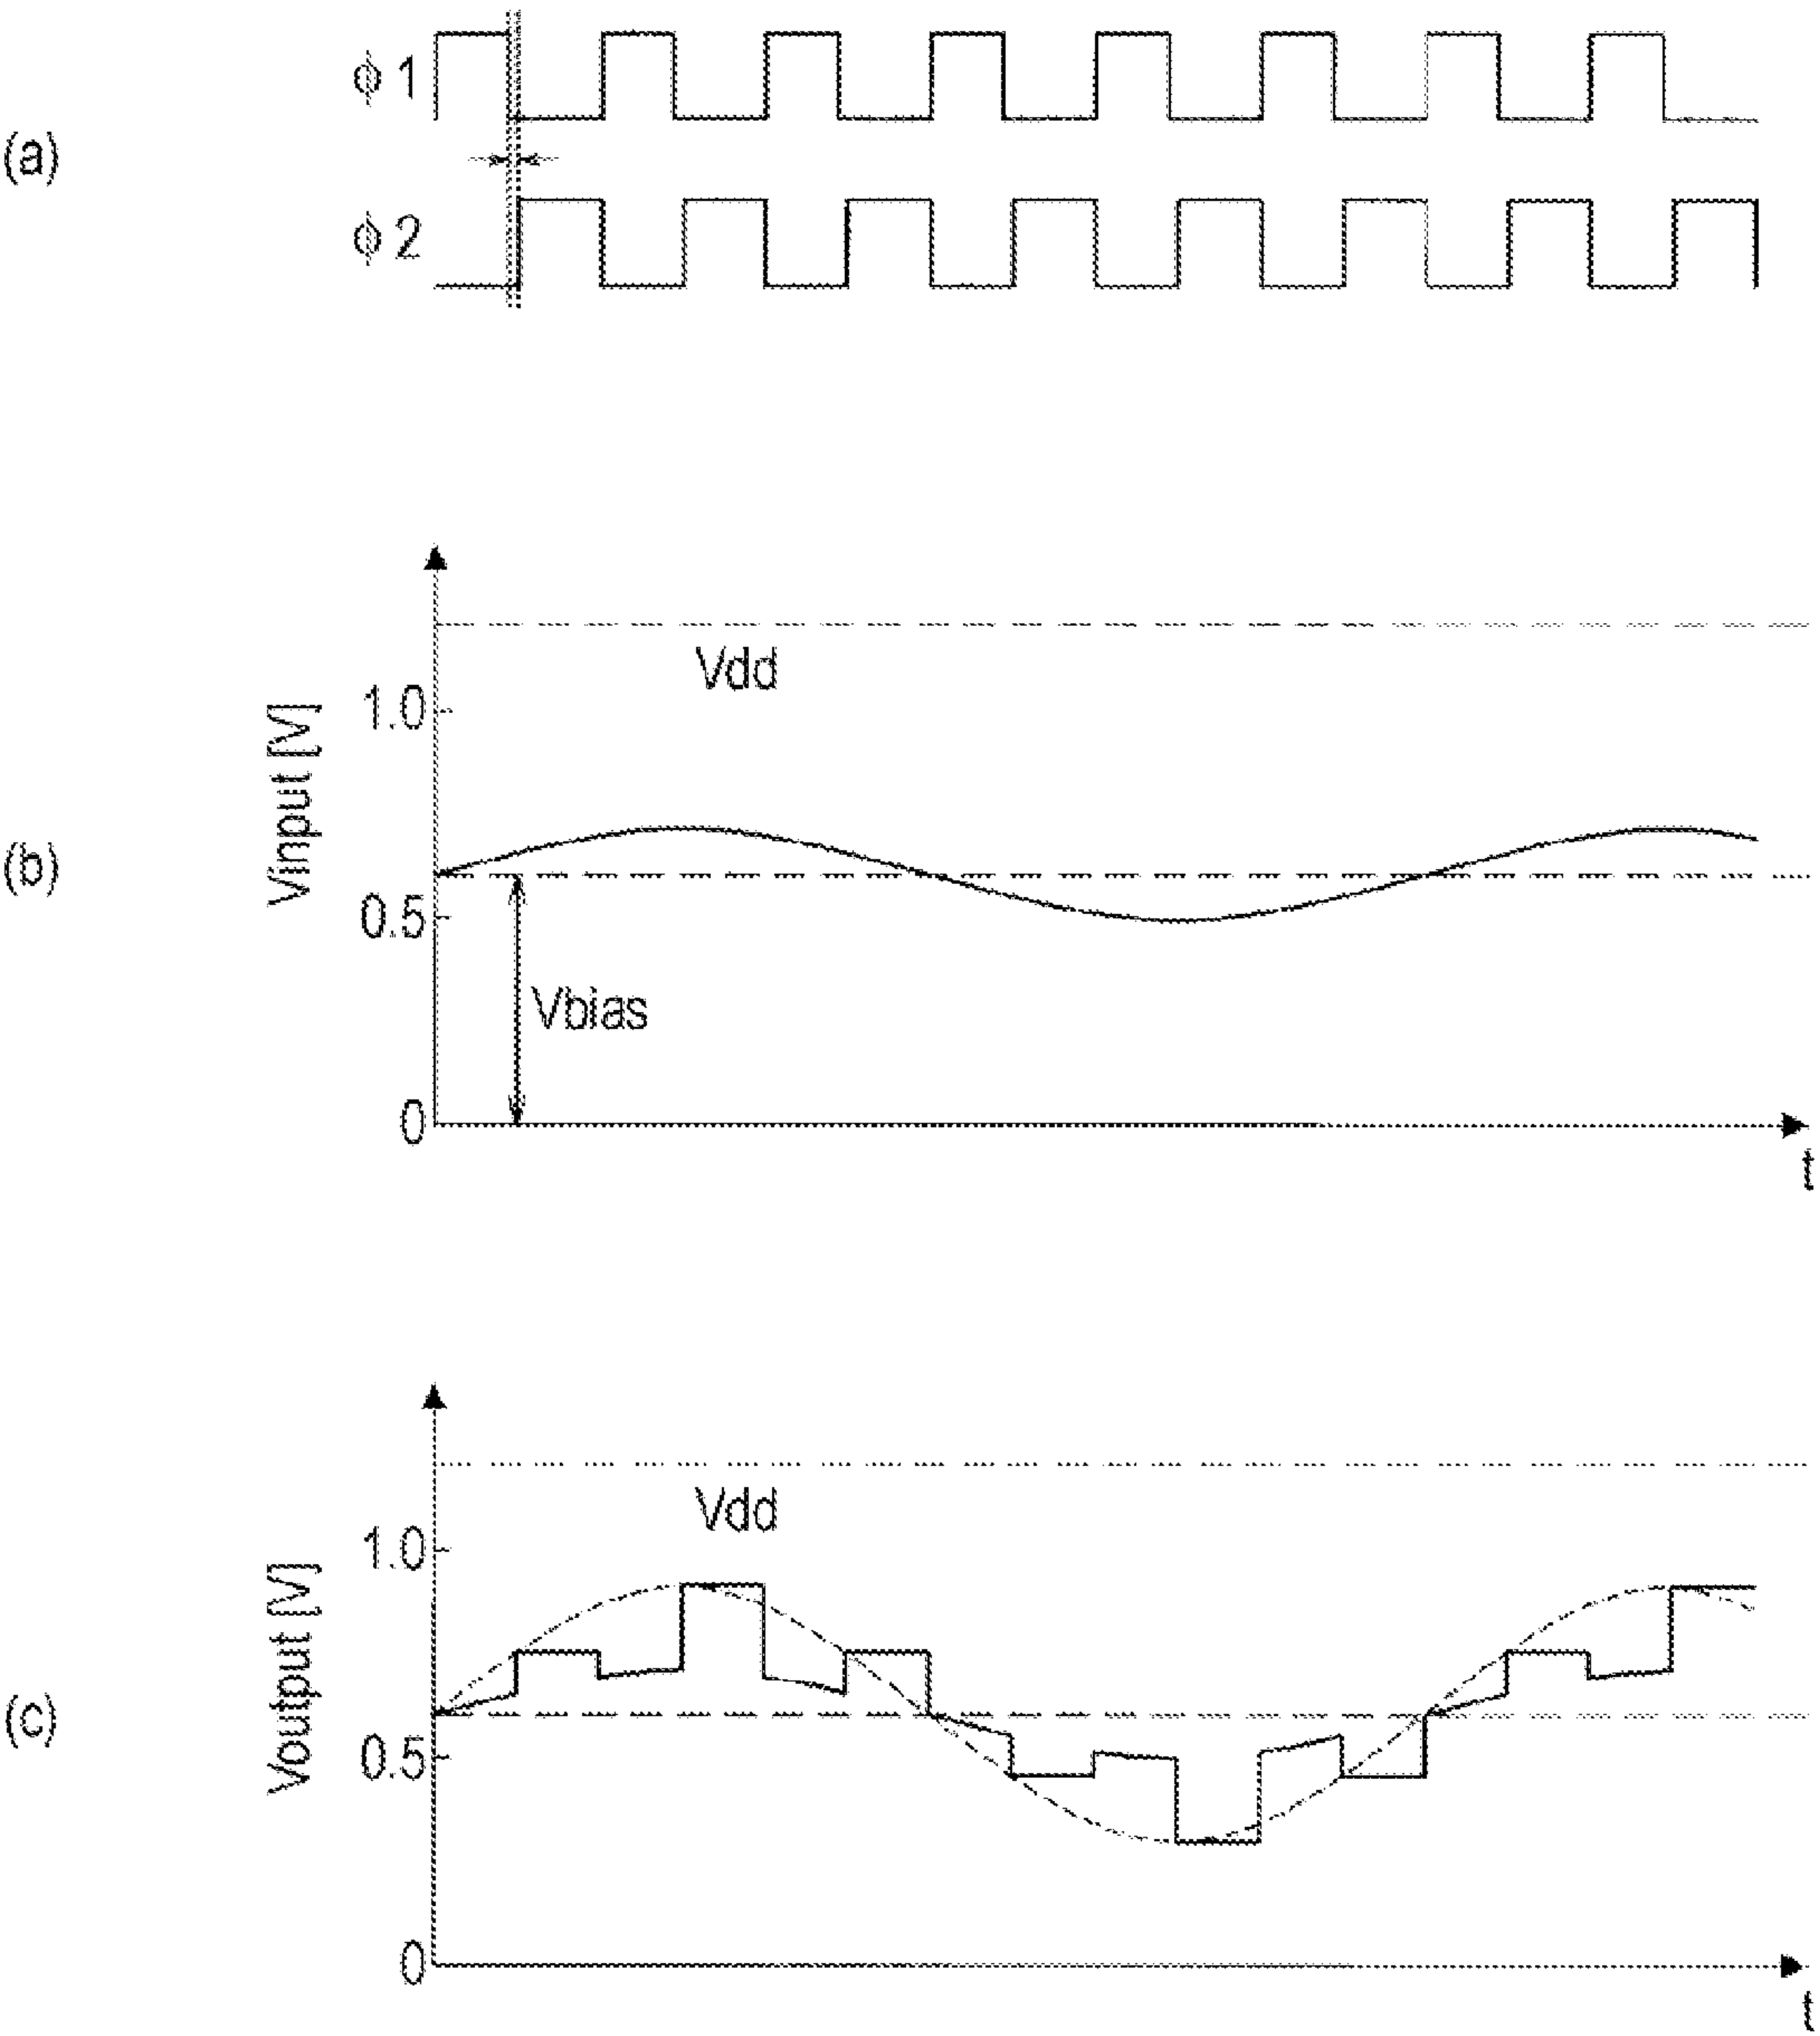 (a)
ϕ1
ϕ2
(b)
Vinput [V]
Vdd
1.0
0.5
Vbias
0
t
(c)
Voutput [V]
Vdd
1.0
0.5
0
t